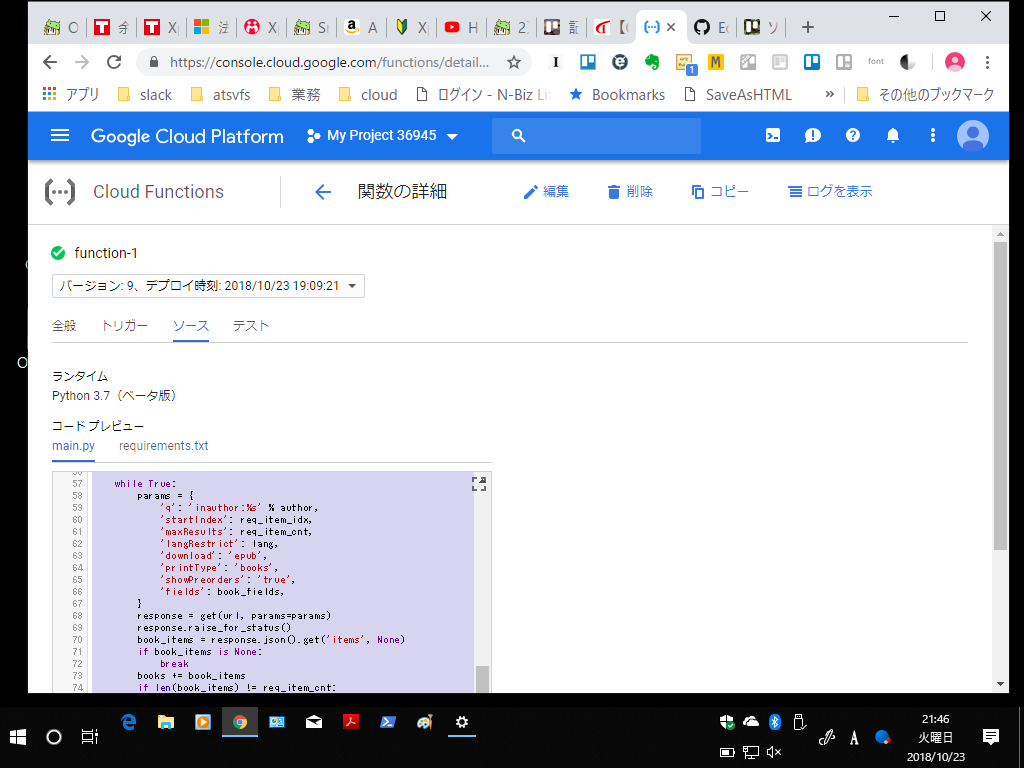 https://console.cloud.google.com/functions/detail...
font
アプリ slack atsvfs 業務 cloud ログイン - N-Biz Li Bookmarks SaveAsHTML » その他のブックマーク
Google Cloud Platform My Project 36945
Cloud Functions 関数の詳細 編集 削除 コピー ログを表示
function-1
バージョン: 9、デプロイ時刻: 2018/10/23 19:09:21
全般 トリガー ソース テスト
ランタイム
Python 3.7（ベータ版）
コード プレビュー
main.py requirements.txt
57 while True:
58 params = {
59 'q': 'inauthor:%s' % author,
60 'startIndex': req_item_idx,
61 'maxResults': req_item_cnt,
62 'langRestrict': lang,
63 'download': 'epub',
64 'printType': 'books',
65 'showPreorders': 'true',
66 'fields': book_fields,
67 }
68 response = get(url, params=params)
69 response.raise_for_status()
70 book_items = response.json().get('items', None)
71 if book_items is None:
72 break
73 books += book_items
74 if len(book_items) != req_item_cnt:
21:46
火曜日
2018/10/23
A